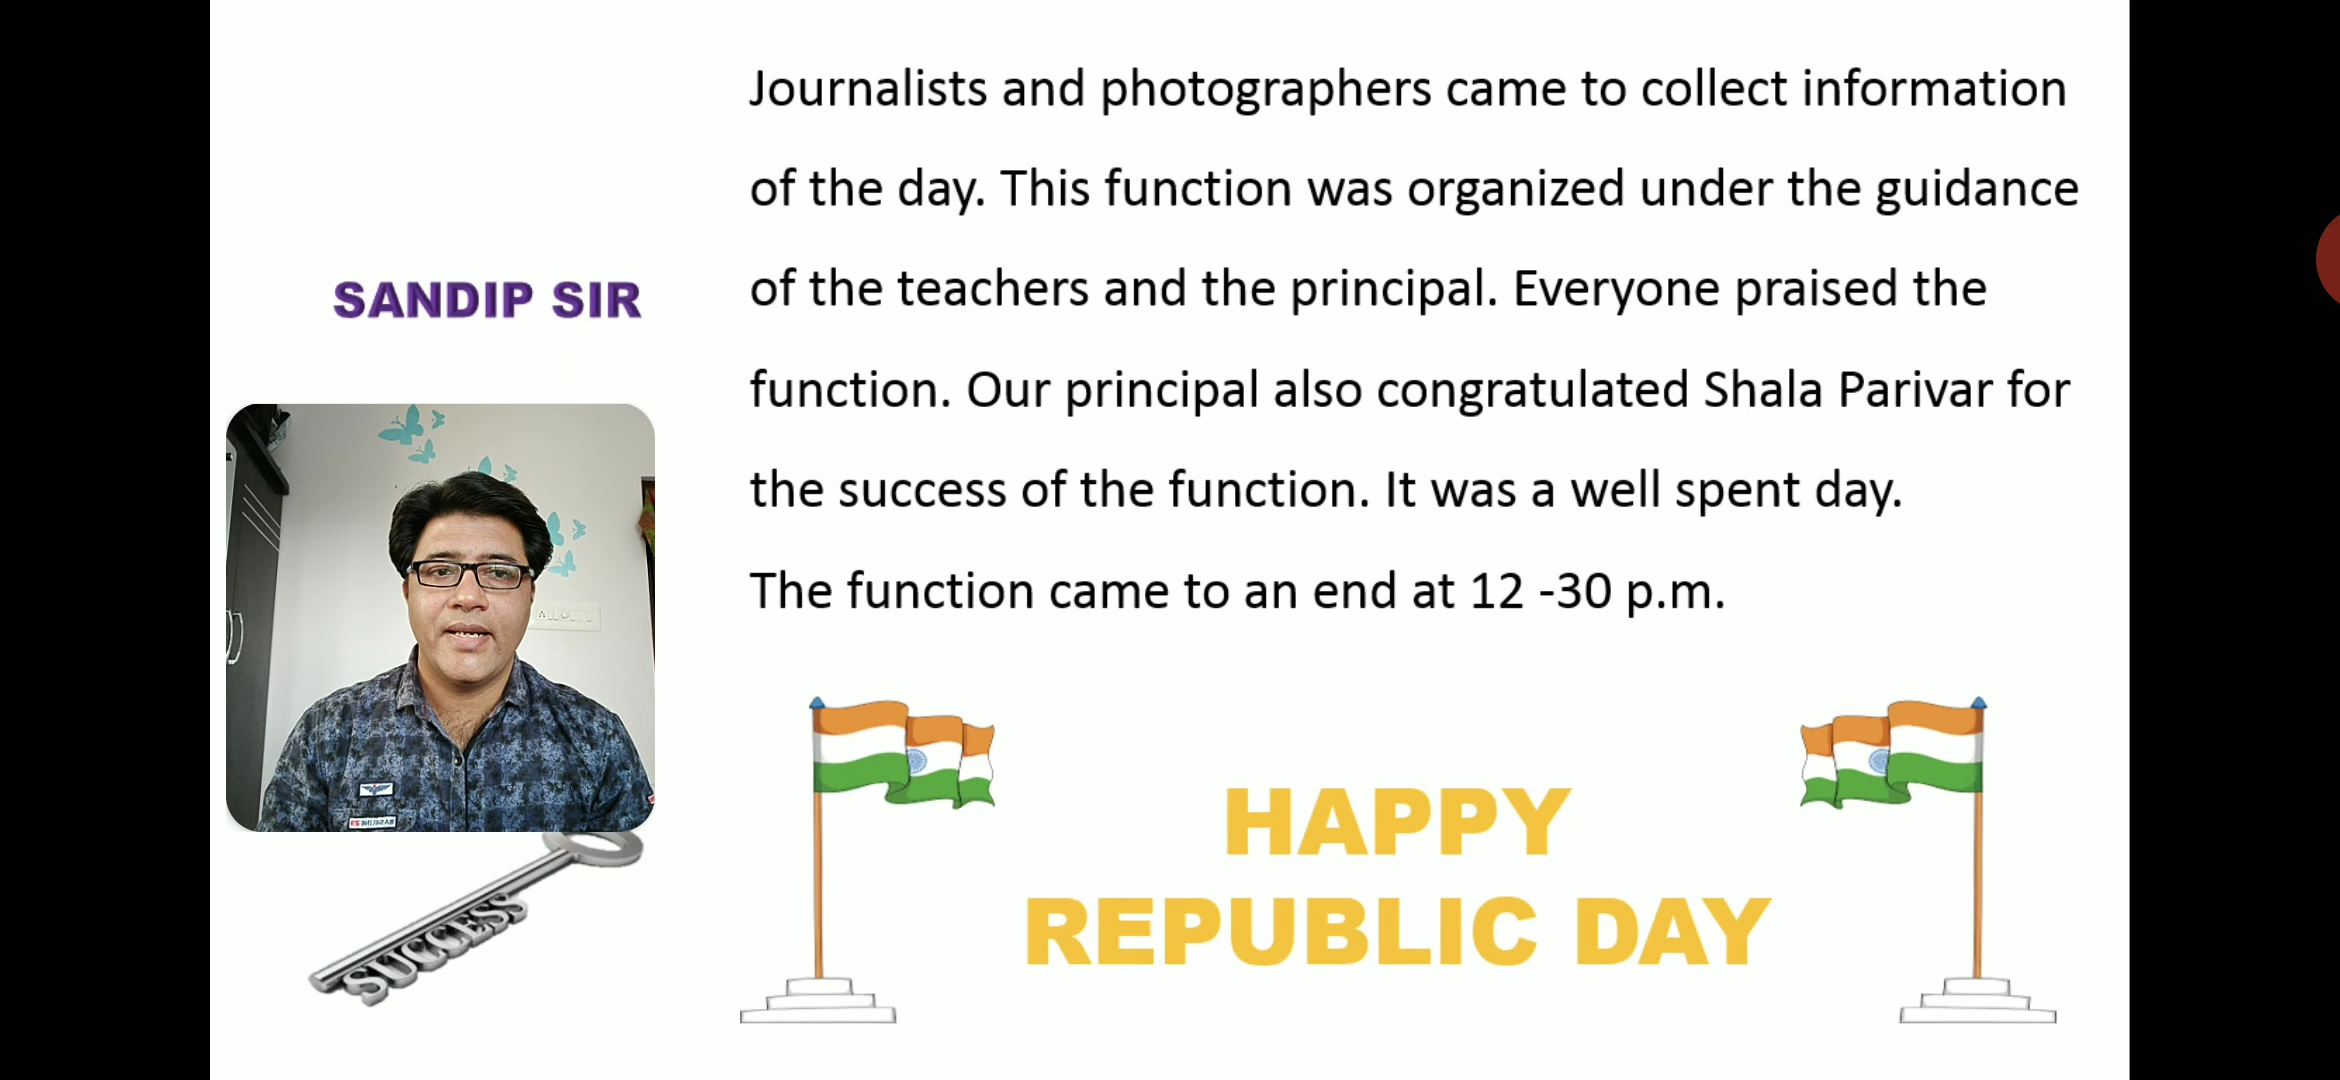 Journalists and photographers came to collect information
of the day. This function was organized under the guidance
of the teachers and the principal. Everyone praised the
function. Our principal also congratulated Shala Parivar for
the success of the function. It was a well spent day.
The function came to an end at 12 -30 p.m.
SANDIP SIR
SUCCESS
HAPPY
REPUBLIC DAY